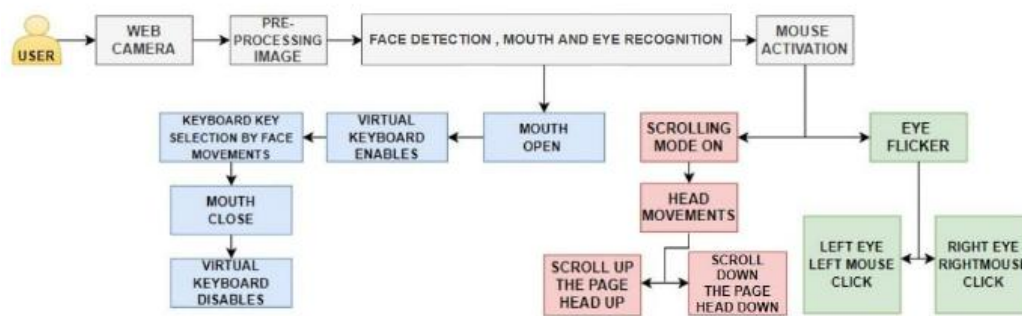 USER
WEB
CAMERA
PRE-
PROCESSING
IMAGE
FACE DETECTION , MOUTH AND EYE RECOGNITION
MOUSE
ACTIVATION
KEYBOARD KEY
SELECTION BY FACE
MOVEMENTS
VIRTUAL
KEYBOARD
ENABLES
MOUTH
OPEN
SCROLLING
MODE ON
EYE
FLICKER
MOUTH
CLOSE
HEAD
MOVEMENTS
VIRTUAL
KEYBOARD
DISABLES
SCROLL UP
THE PAGE
HEAD UP
SCROLL
DOWN
THE PAGE
HEAD DOWN
LEFT EYE
LEFT MOUSE
CLICK
RIGHT EYE
RIGHTMOUSE
CLICK